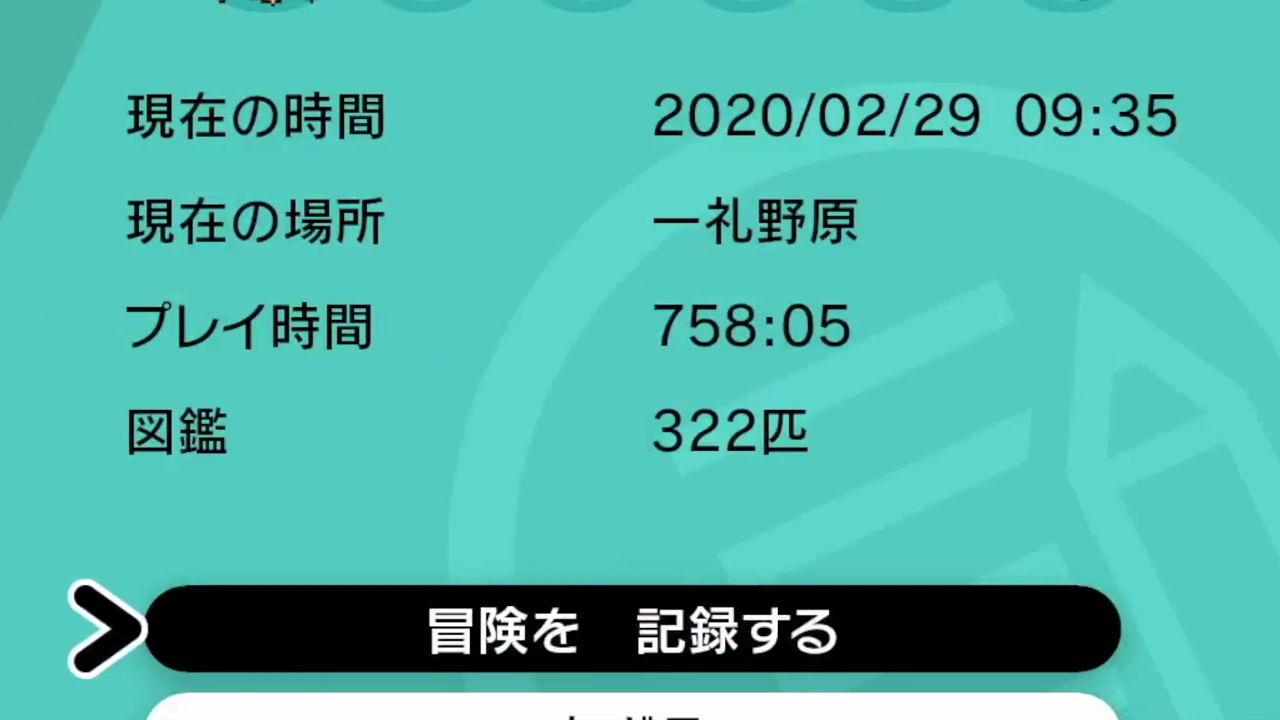 現在の時間 2020/02/29 09:35
現在の場所 一礼野原
プレイ時間 758:05
図鑑 322匹
冒険を 記録する